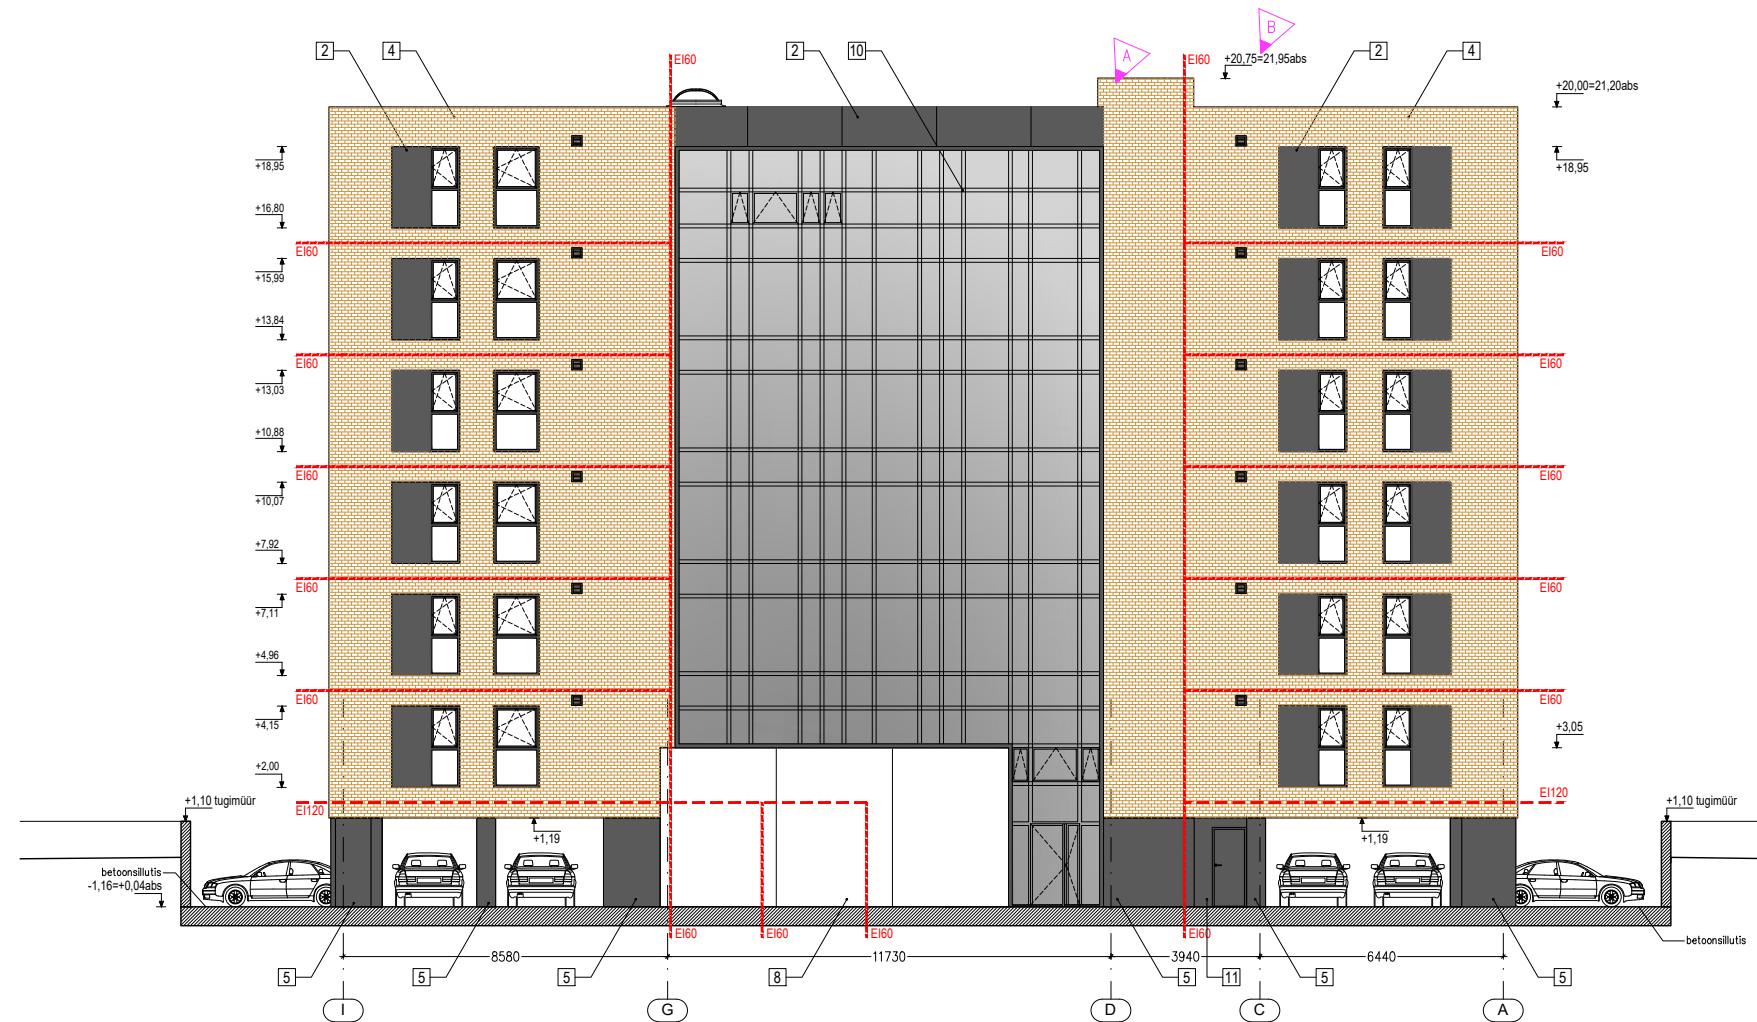 2
4
EI60
2
10
A
B
EI60
+20,75=21,95abs
2
4
+20,00=21,20abs
+18,95
+18,95
+16,80
EI60
EI60
+15,99
+13,84
EI60
EI60
+13,03
+10,88
EI60
EI60
+10,07
+7,92
EI60
EI60
+7,11
+4,96
EI60
EI60
+4,15
+3,05
+2,00
+1,10 tugimüür
EI120
EI120
+1,10 tugimüür
+1,19
+1,19
betoonsillutis
-1,16=+0,04abs
EI60
EI60
EI60
EI60
betoonsillutis
8580
11730
3940
6440
5
5
5
8
5
11
5
5
I
G
D
C
A